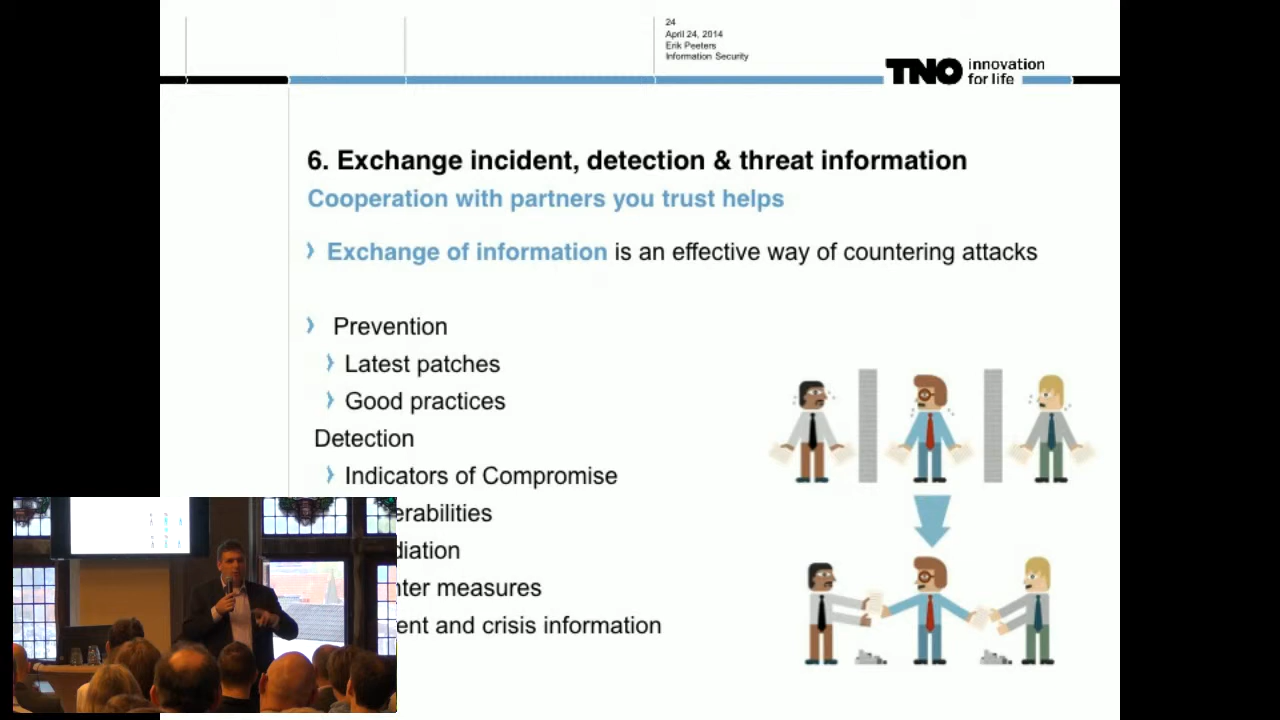 24
April 24, 2014
Erik Peeters
Information Security
TNO innovation
for life
6. Exchange incident, detection & threat information
Cooperation with partners you trust helps
Exchange of information is an effective way of countering attacks
Prevention
Latest patches
Good practices
Detection
Indicators of Compromise
erabilities
diation
nter measures
ent and crisis information